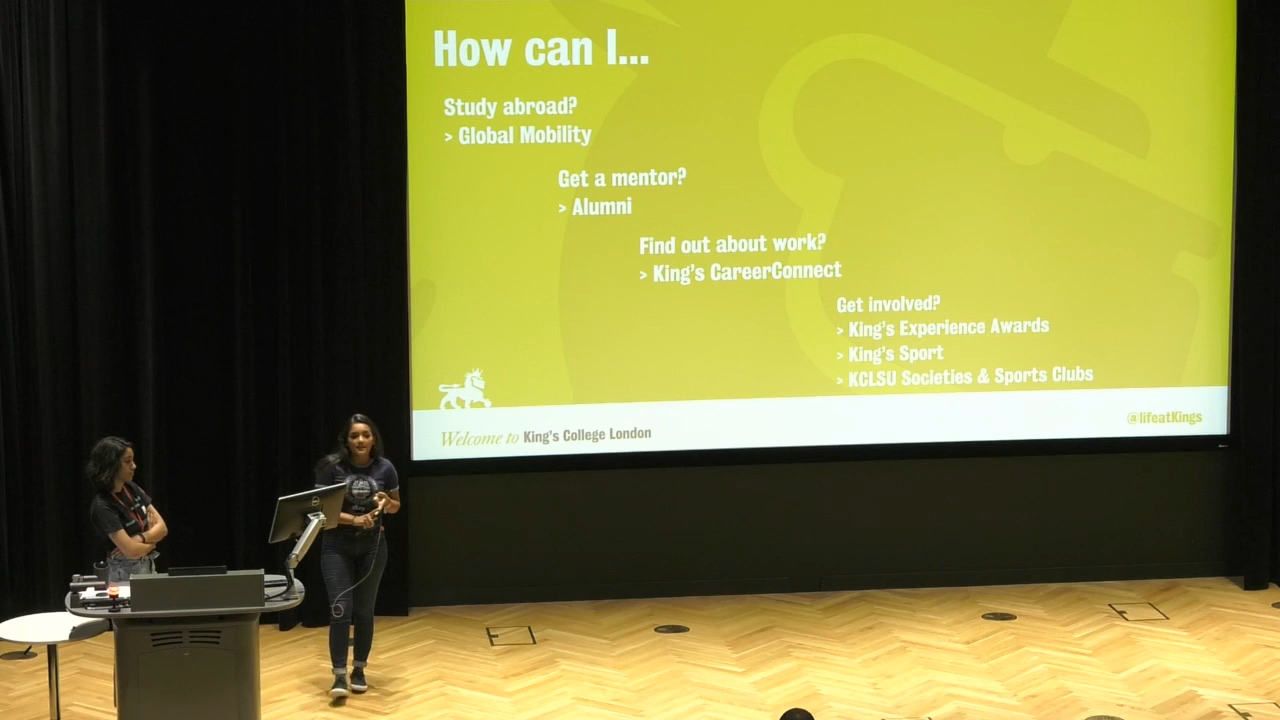 How can I...
Study abroad?
> Global Mobility
Get a mentor?
> Alumni
Find out about work?
> King's CareerConnect
Get involved?
> King's Experience Awards
> King's Sport
> KCLSU Societies & Sports Clubs
Welcome to King's College London
@lifeatKings